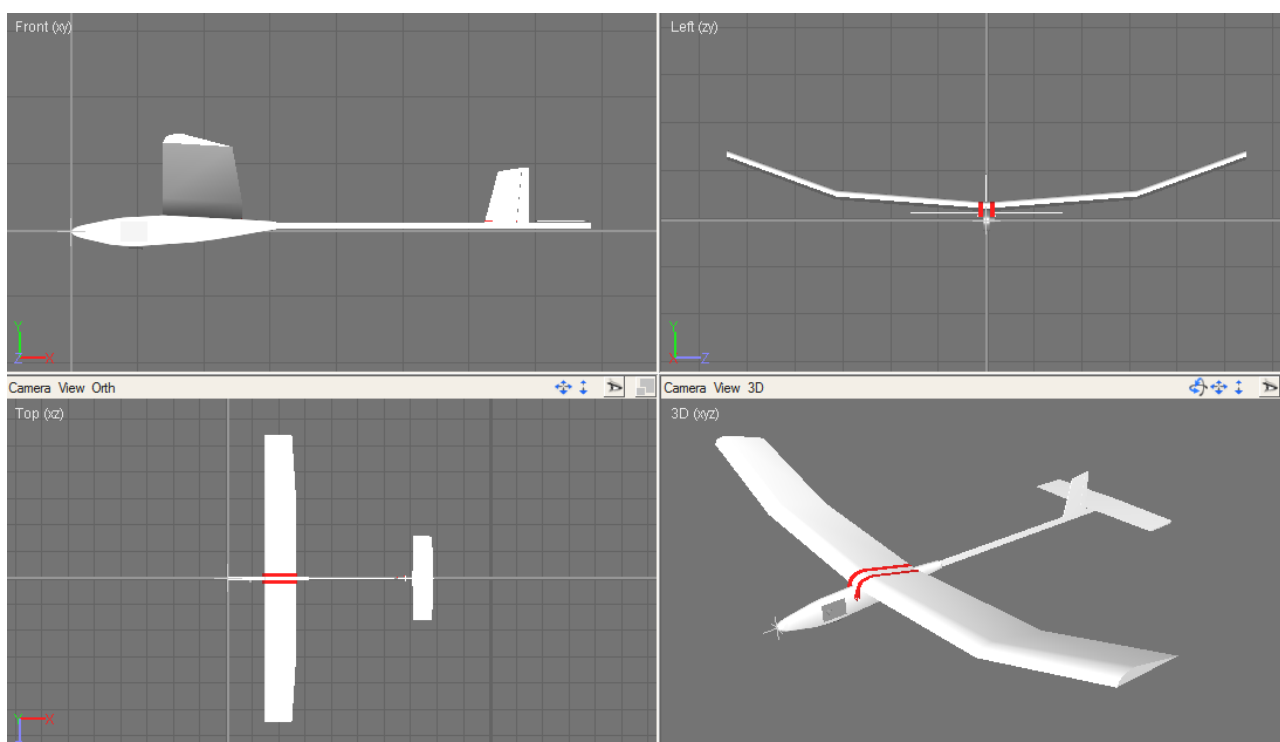 Front (xy)
Left (zy)
Y
Z X
Y
X Z
Camera View Orth
Camera View 3D
Top (xz)
3D (xyz)
Y X